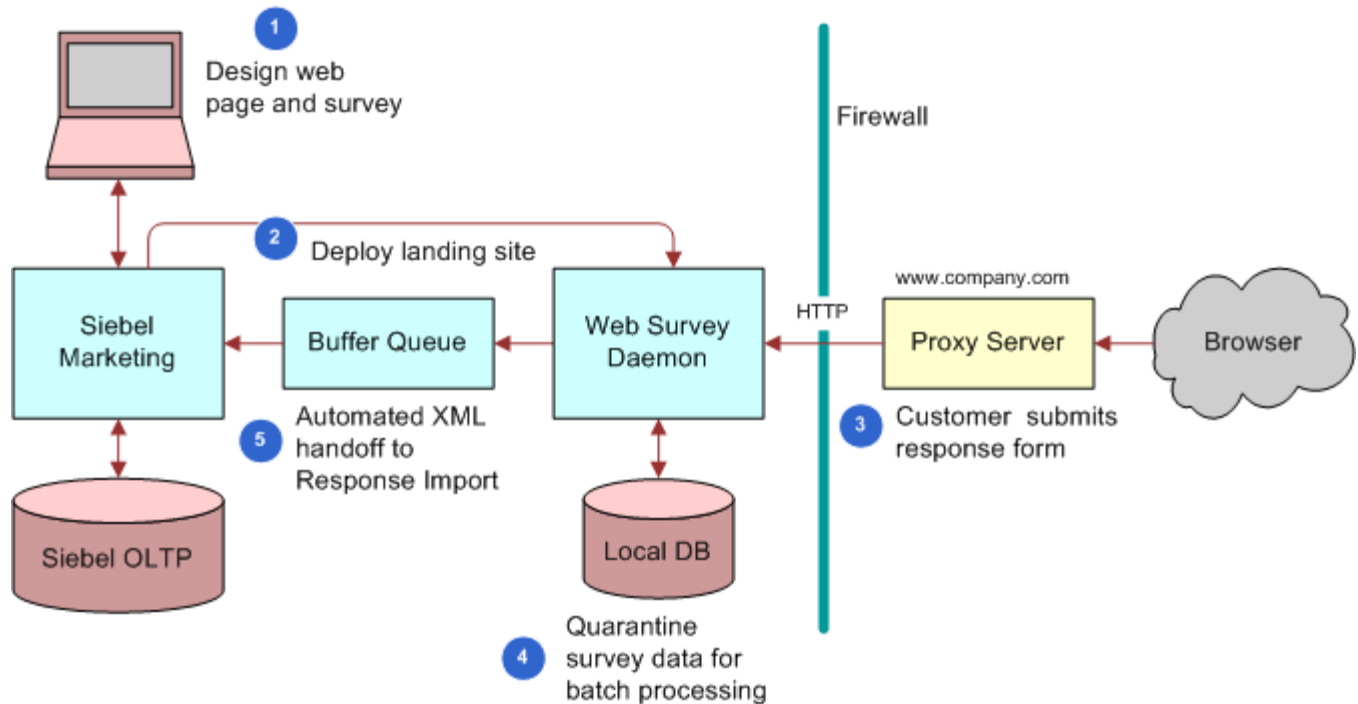 1
Design web
page and survey
Firewall
2
Deploy landing site
www.company.com
Siebel
Marketing
Buffer Queue
Web Survey
Daemon
HTTP
Proxy Server
Browser
5
Automated XML
handoff to
Response Import
3
Customer submits
response form
Siebel OLTP
Local DB
4
Quarantine
survey data for
batch processing